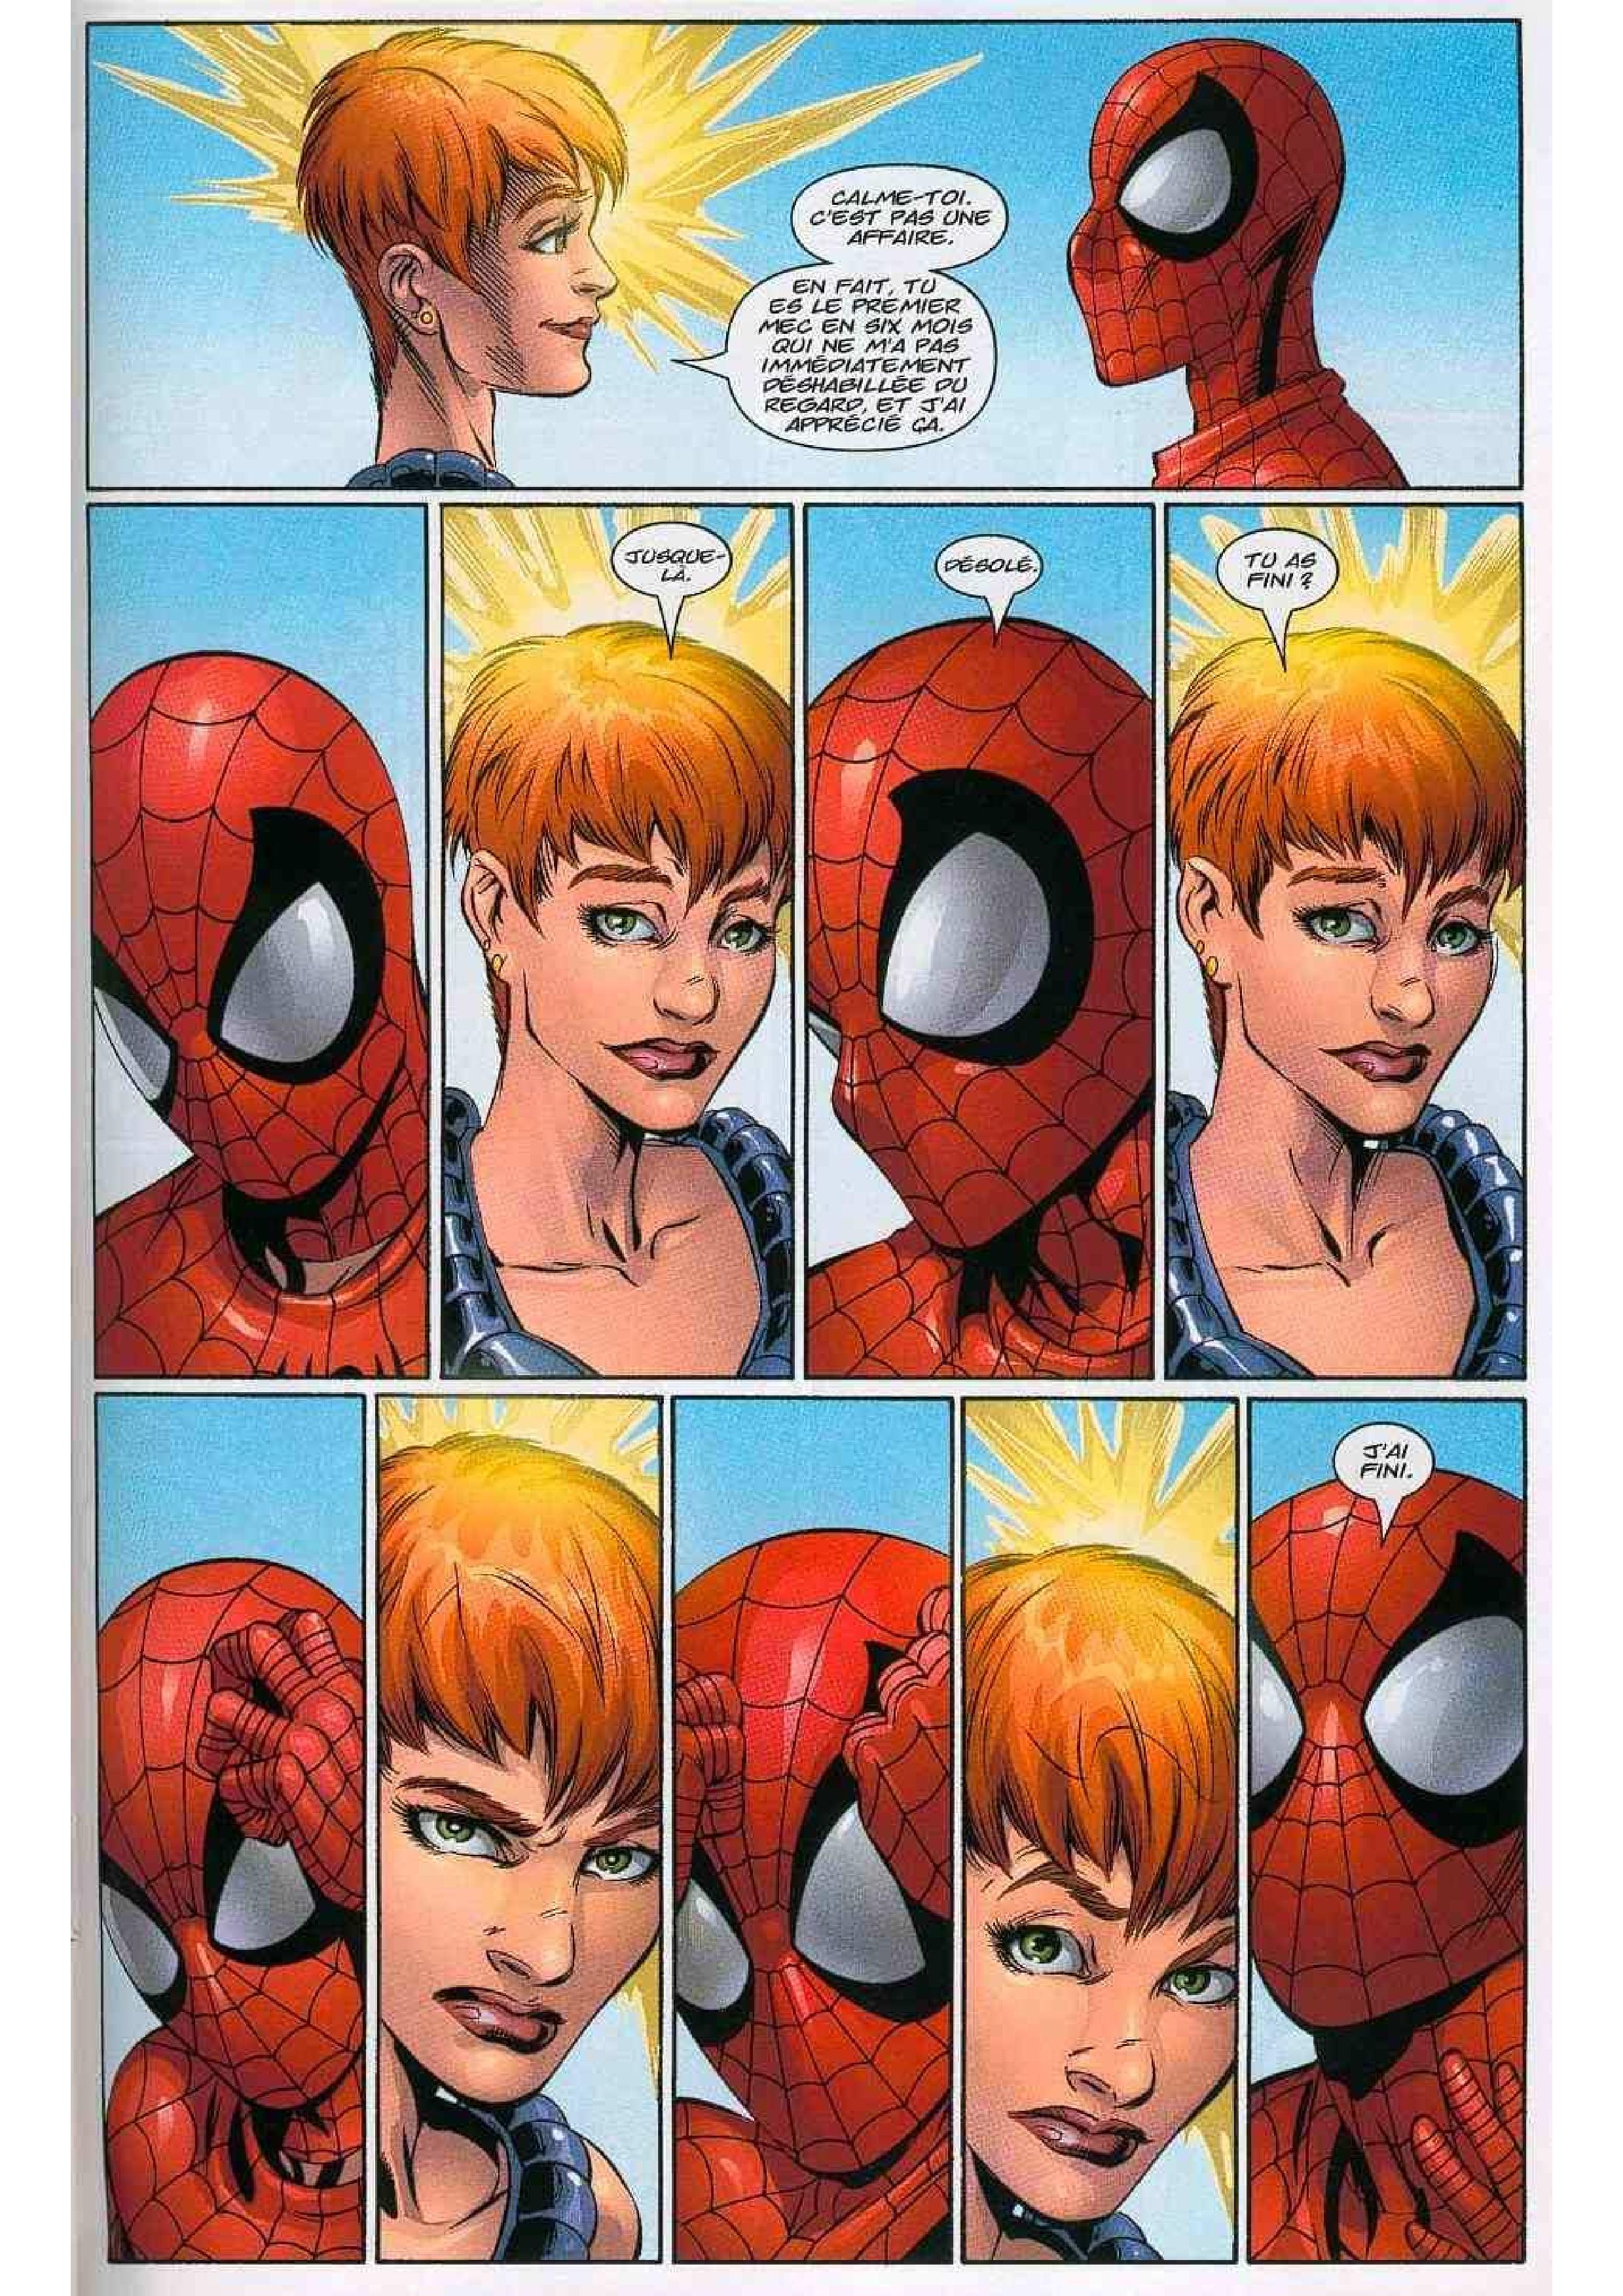 CALME-TOI.
C'EST PAS UNE
AFFAIRE.
EN FAIT, TU
ES LE PREMIER
MEC EN SIX MOIS
QUI NE M'A PAS
IMMÉDIATEMENT
DÉSHABILLÉE DU
REGARD, ET J'AI
APPRÉCIÉ ÇA.
JUSQUE-
LÀ.
DÉSOLÉ.
TU AS
FINI ?
J'AI
FINI.